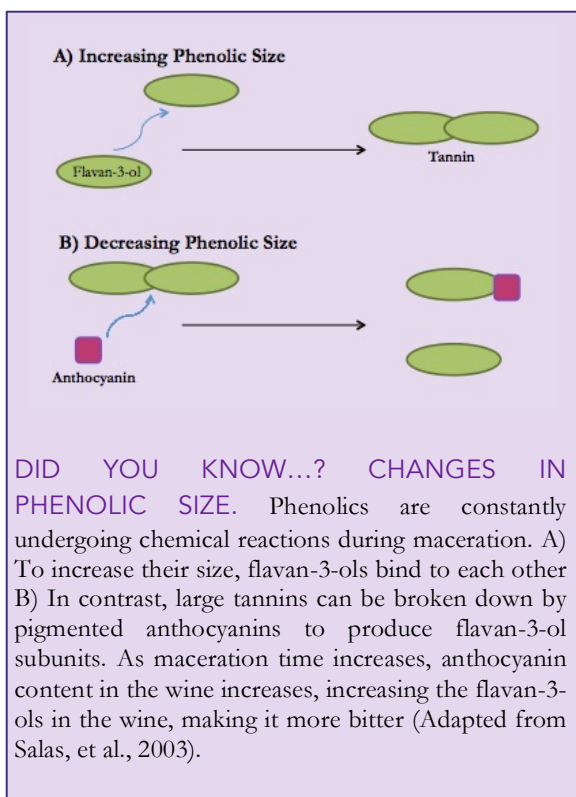 A) Increasing Phenolic Size
Flavan-3-ol
Tannin
B) Decreasing Phenolic Size
Anthocyanin
DID YOU KNOW...? CHANGES IN
PHENOLIC SIZE. Phenolics are constantly
undergoing chemical reactions during maceration. A)
To increase their size, flavan-3-ols bind to each other
B) In contrast, large tannins can be broken down by
pigmented anthocyanins to produce flavan-3-ol
subunits. As maceration time increases, anthocyanin
content in the wine increases, increasing the flavan-3-
ols in the wine, making it more bitter (Adapted from
Salas, et al., 2003).